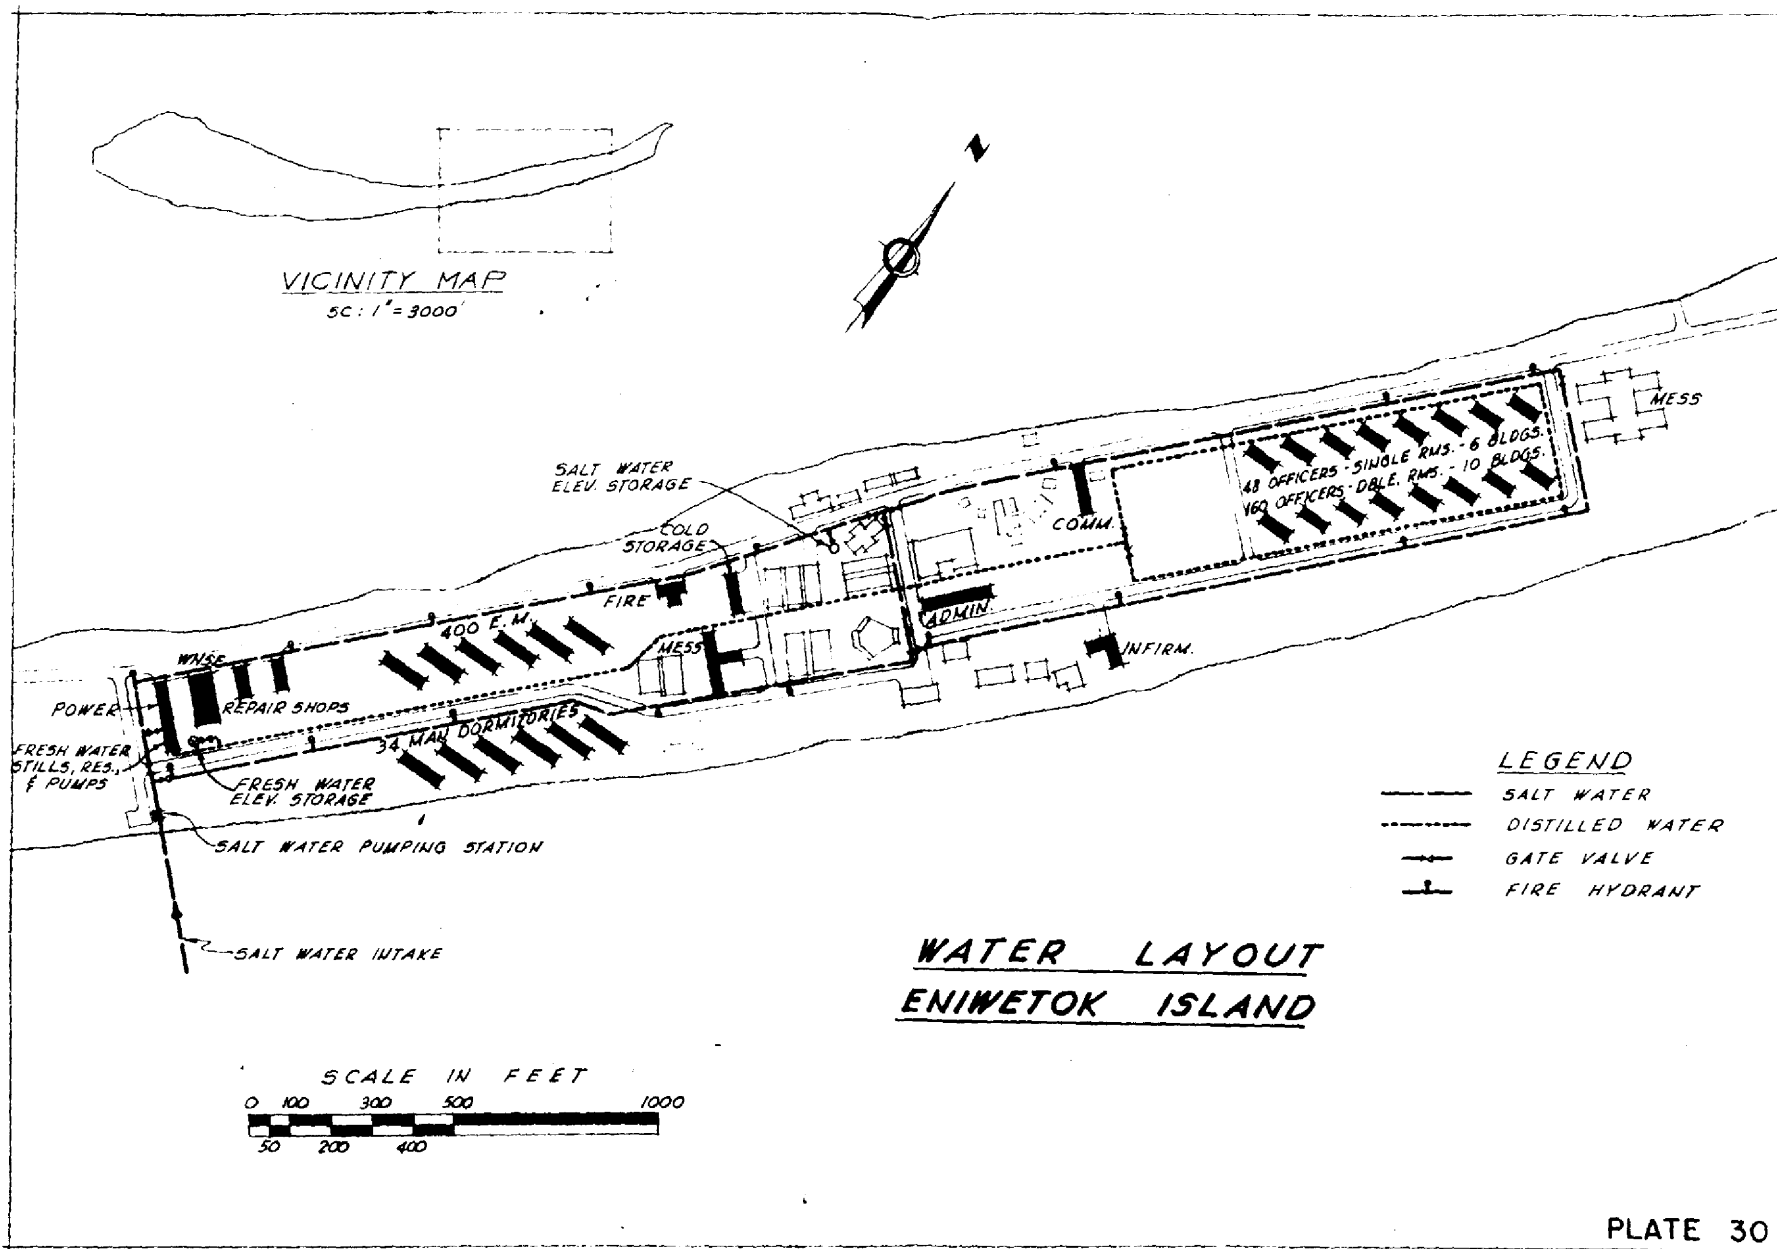 N
VICINITY MAP
SC: 1" = 3000'
MESS
48 OFFICERS - SINGLE RMS. - 6 BLDGS.
160 OFFICERS - DBLE. RMS. - 10 BLDGS.
SALT WATER
ELEV. STORAGE
COLD
STORAGE
COMM.
FIRE
400 E.M.
ADMIN.
MESS
INFIRM.
WHSE
POWER
REPAIR SHOPS
34 MAN DORMITORIES
FRESH WATER
STILLS, RES.,
& PUMPS
FRESH WATER
ELEV. STORAGE
SALT WATER PUMPING STATION
SALT WATER INTAKE
LEGEND
SALT WATER
DISTILLED WATER
GATE VALVE
FIRE HYDRANT
WATER LAYOUT
ENIWETOK ISLAND
SCALE IN FEET
0 100 300 500 1000
50 200 400
PLATE 30